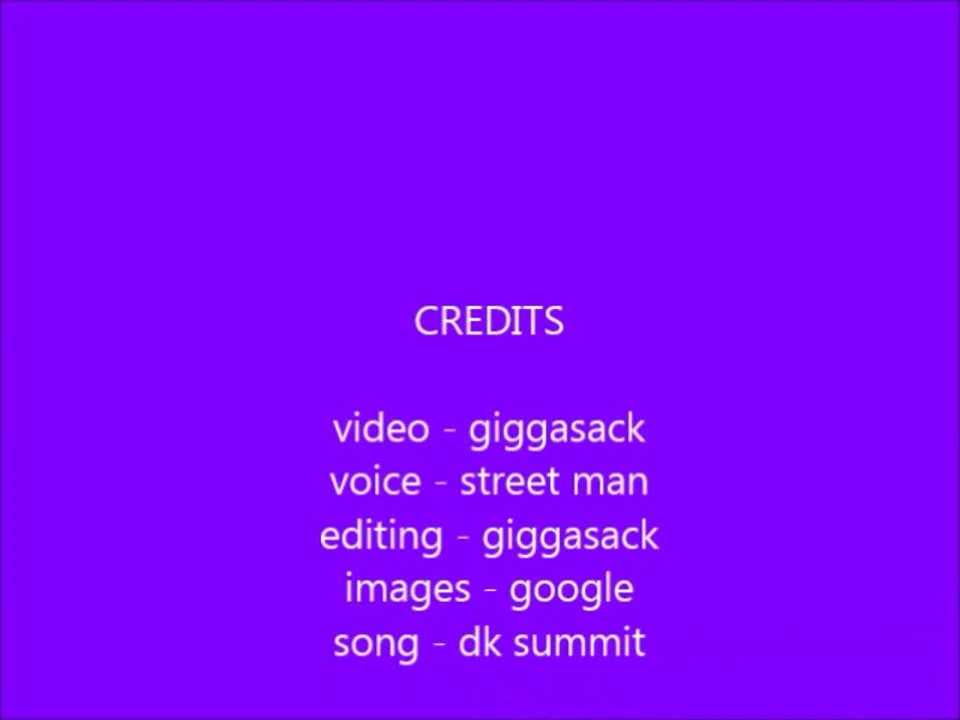 CREDITS
video - giggasack
voice - street man
editing - giggasack
images - google
song - dk summit